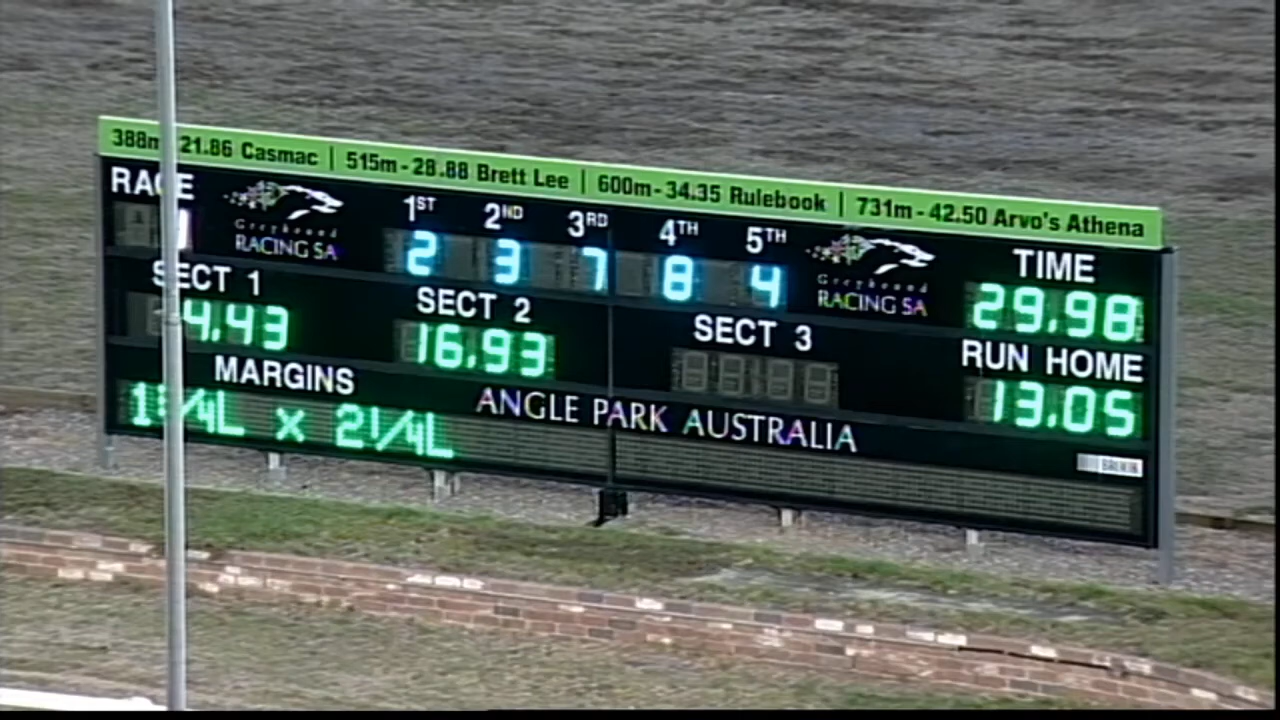 388m - 21.86 Casmac | 515m - 28.88 Brett Lee | 600m - 34.35 Rulebook | 731m - 42.50 Arvo's Athena
RACE
Greyhound
RACING SA
1ST 2ND 3RD 4TH 5TH
2 3 7 8 4
Greyhound
RACING SA
TIME
29.98
SECT 1
4.43
SECT 2
16.93
SECT 3
RUN HOME
13.05
MARGINS
L x 2 1/4L
ANGLE PARK AUSTRALIA